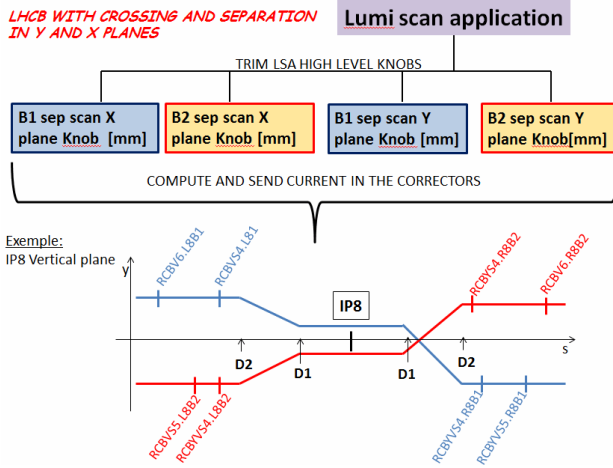 LHCB WITH CROSSING AND SEPARATION
IN Y AND X PLANES
Lumi scan application
TRIM LSA HIGH LEVEL KNOBS
B1 sep scan X
plane Knob [mm]
B2 sep scan X
plane Knob [mm]
B1 sep scan Y
plane Knob [mm]
B2 sep scan Y
plane Knob[mm]
COMPUTE AND SEND CURRENT IN THE CORRECTORS
Exemple:
IP8 Vertical plane
y
RCBV6.L8B1
RCBYVS4.L81
IP8
RCBYS4.R8B2
RCBV6.R8B2
s
D2
D1
D1
D2
RCBVS5.L8B2
RCBYVS4.L8B2
RCBYVS4.R8B1
RCBYVS5.R8B1